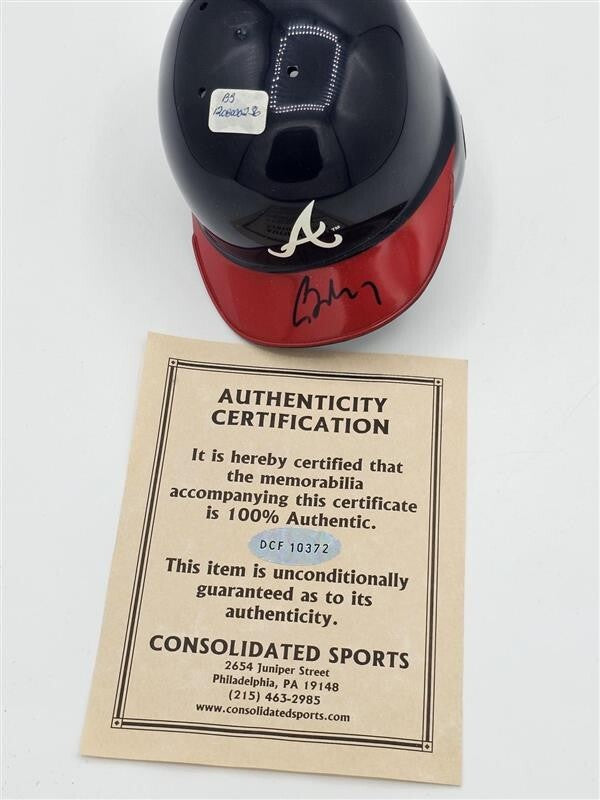 A™
AUTHENTICITY
CERTIFICATION
It is hereby certified that
the memorabilia
accompanying this certificate
is 100% Authentic.
DCF 10372
This item is unconditionally
guaranteed as to its
authenticity.
CONSOLIDATED SPORTS
2654 Juniper Street
Philadelphia, PA 19148
(215) 463-2985
www.consolidatedsports.com